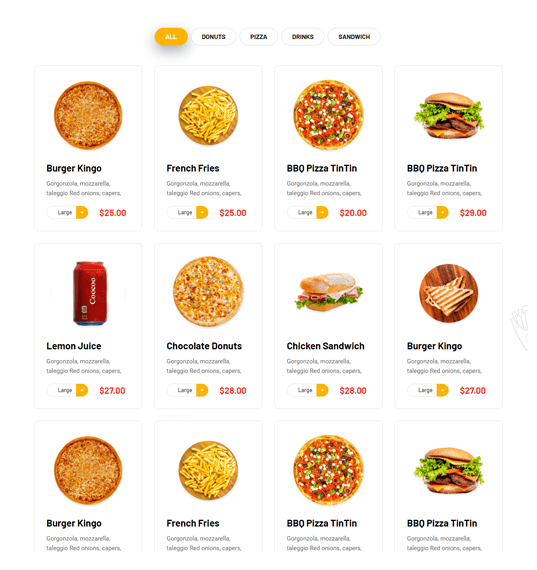 ALL DONUTS PIZZA DRINKS SANDWICH
Burger Kingo French Fries BBQ Pizza TinTin BBQ Pizza TinTin
Gorgonzola, mozzarella, Gorgonzola, mozzarella, Gorgonzola, mozzarella, Gorgonzola, mozzarella,
taleggio Red onions, capers, taleggio Red onions, capers, taleggio Red onions, capers, taleggio Red onions, capers,
Large $25.00 Large $25.00 Large $20.00 Large $29.00
Cocooo
Lemon Juice Chocolate Donuts Chicken Sandwich Burger Kingo
Gorgonzola, mozzarella, Gorgonzola, mozzarella, Gorgonzola, mozzarella, Gorgonzola, mozzarella,
taleggio Red onions, capers, taleggio Red onions, capers, taleggio Red onions, capers, taleggio Red onions, capers,
Large $27.00 Large $28.00 Large $28.00 Large $27.00
Burger Kingo French Fries BBQ Pizza TinTin BBQ Pizza TinTin
Gorgonzola, mozzarella, Gorgonzola, mozzarella, Gorgonzola, mozzarella, Gorgonzola, mozzarella,
taleggio Red onions, capers, taleggio Red onions, capers, taleggio Red onions, capers, taleggio Red onions, capers,